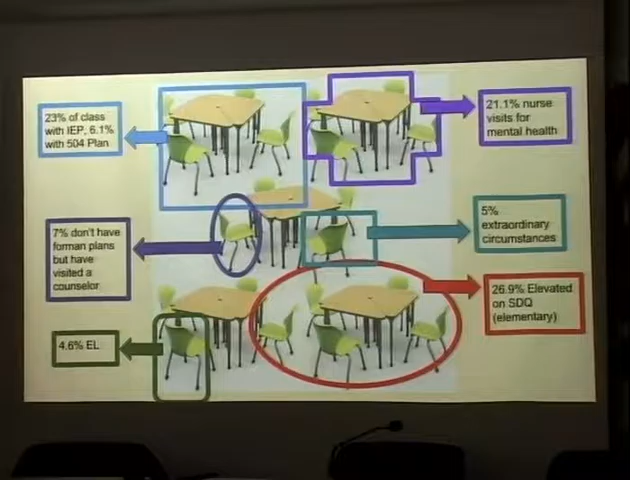 23% of class
with IEP, 6.1%
with 504 Plan
21.1% nurse
visits for
mental health
7% don't have
forman plans
but have
visited a
counselor
5%
extraordinary
circumstances
26.9% Elevated
on SDQ
(elementary)
4.6% EL